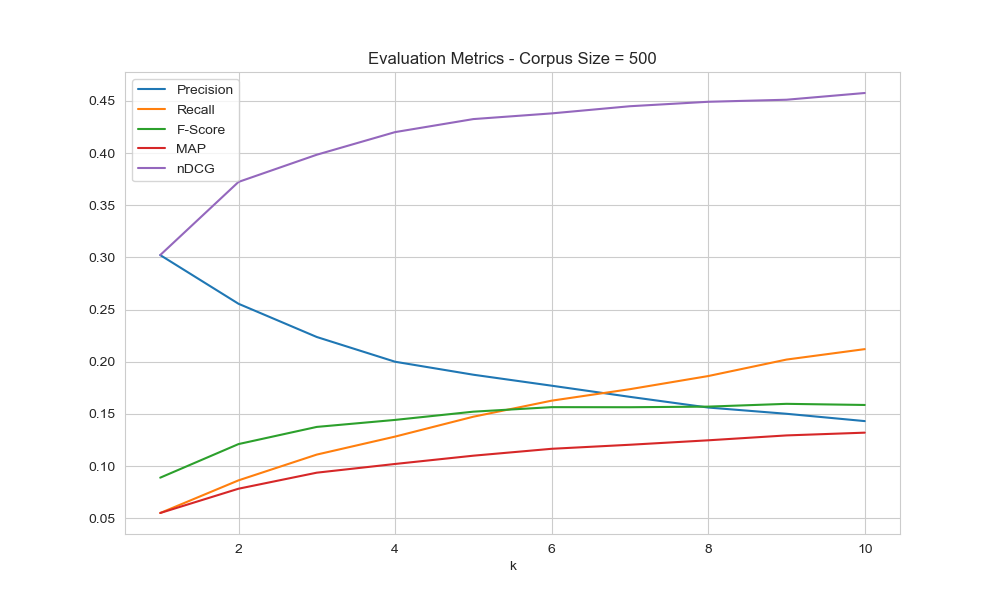 Evaluation Metrics - Corpus Size = 500
Precision
Recall
F-Score
MAP
nDCG
0.45
0.40
0.35
0.30
0.25
0.20
0.15
0.10
0.05
2 4 6 8 10
k